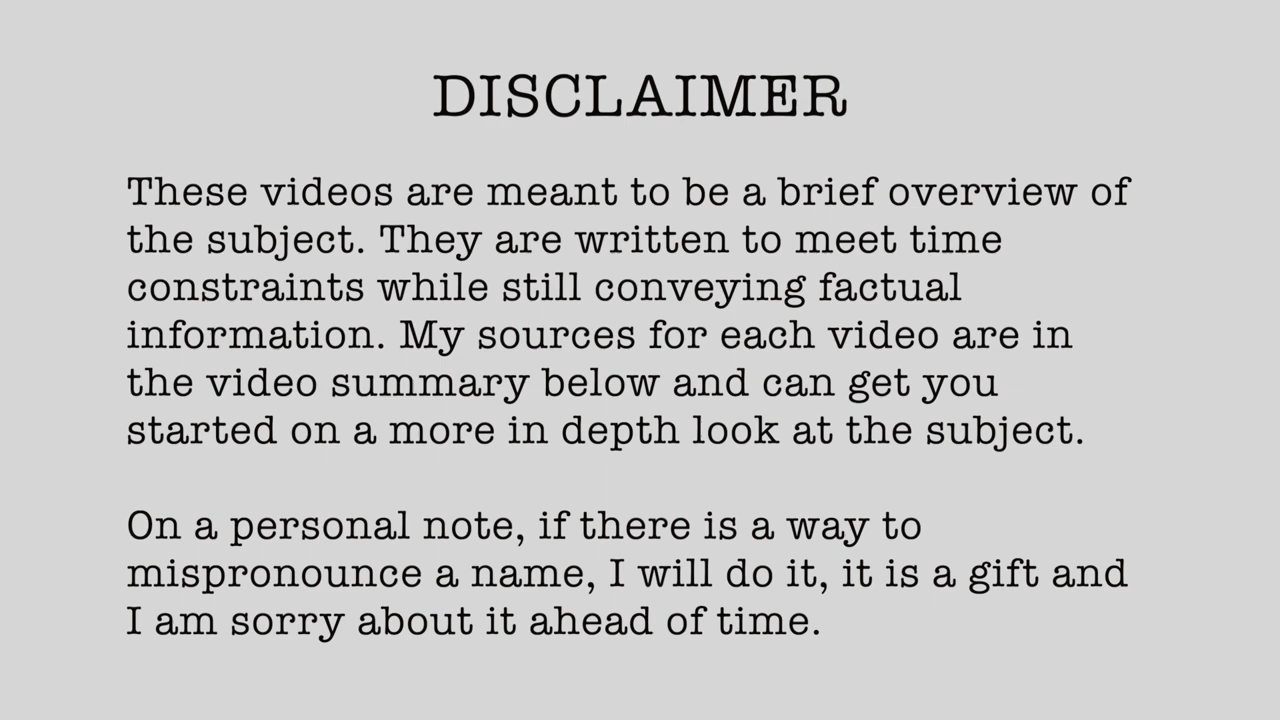 DISCLAIMER
These videos are meant to be a brief overview of
the subject. They are written to meet time
constraints while still conveying factual
information. My sources for each video are in
the video summary below and can get you
started on a more in depth look at the subject.
On a personal note, if there is a way to
mispronounce a name, I will do it, it is a gift and
I am sorry about it ahead of time.